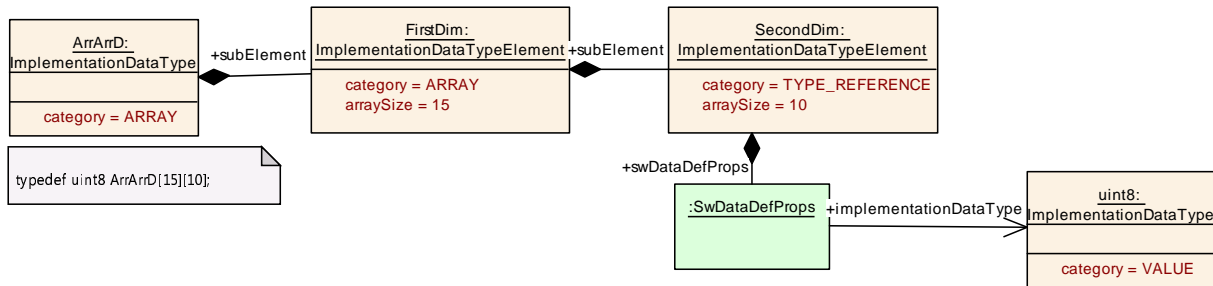 ArrArrD:
ImplementationDataType
category = ARRAY
+subElement
FirstDim:
ImplementationDataTypeElement
category = ARRAY
arraySize = 15
+subElement
SecondDim:
ImplementationDataTypeElement
category = TYPE_REFERENCE
arraySize = 10
typedef uint8 ArrArrD[15][10];
+swDataDefProps
:SwDataDefProps
+implementationDataType
uint8:
ImplementationDataType
category = VALUE